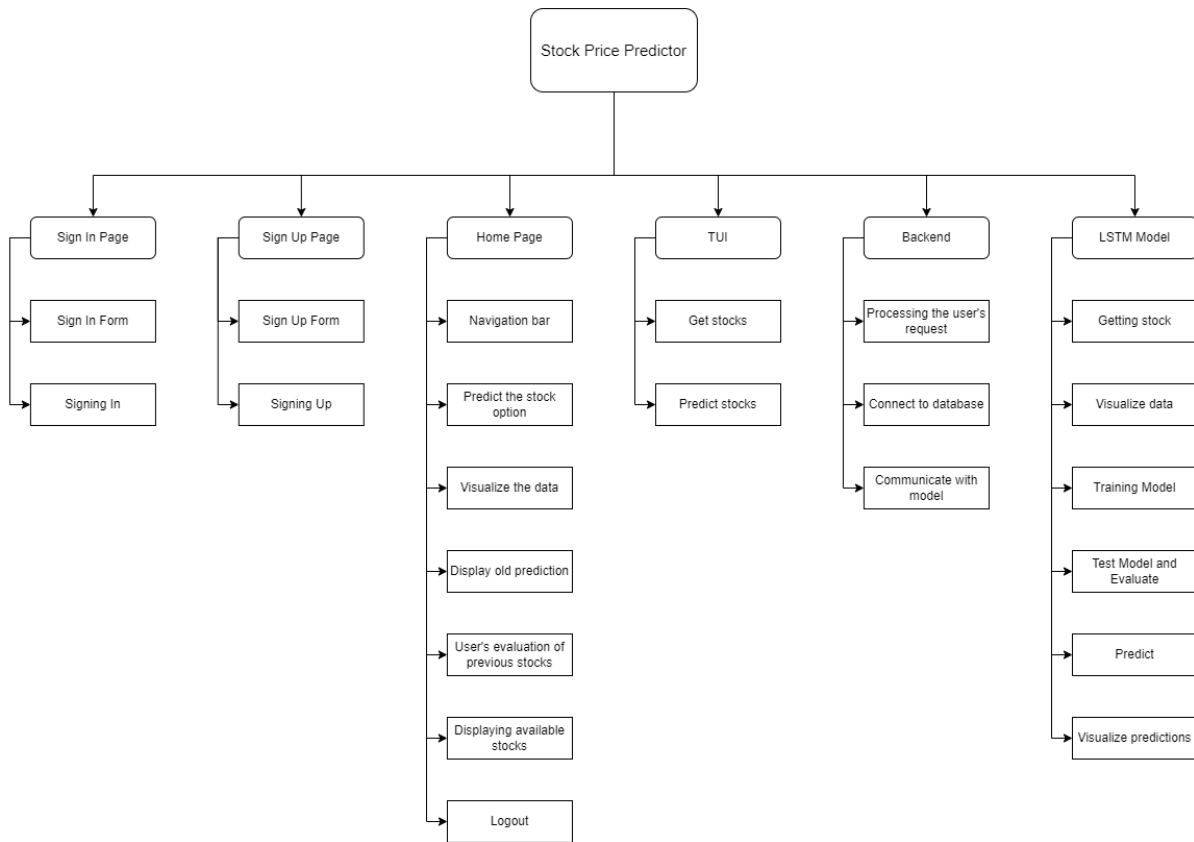 Stock Price Predictor
Sign In Page
Sign Up Page
Home Page
TUI
Backend
LSTM Model
Sign In Form
Sign Up Form
Navigation bar
Get stocks
Processing the user's
request
Getting stock
Signing In
Signing Up
Predict the stock
option
Predict stocks
Connect to database
Visualize data
Visualize the data
Communicate with
model
Training Model
Display old prediction
Test Model and
Evaluate
User's evaluation of
previous stocks
Predict
Displaying available
stocks
Visualize predictions
Logout